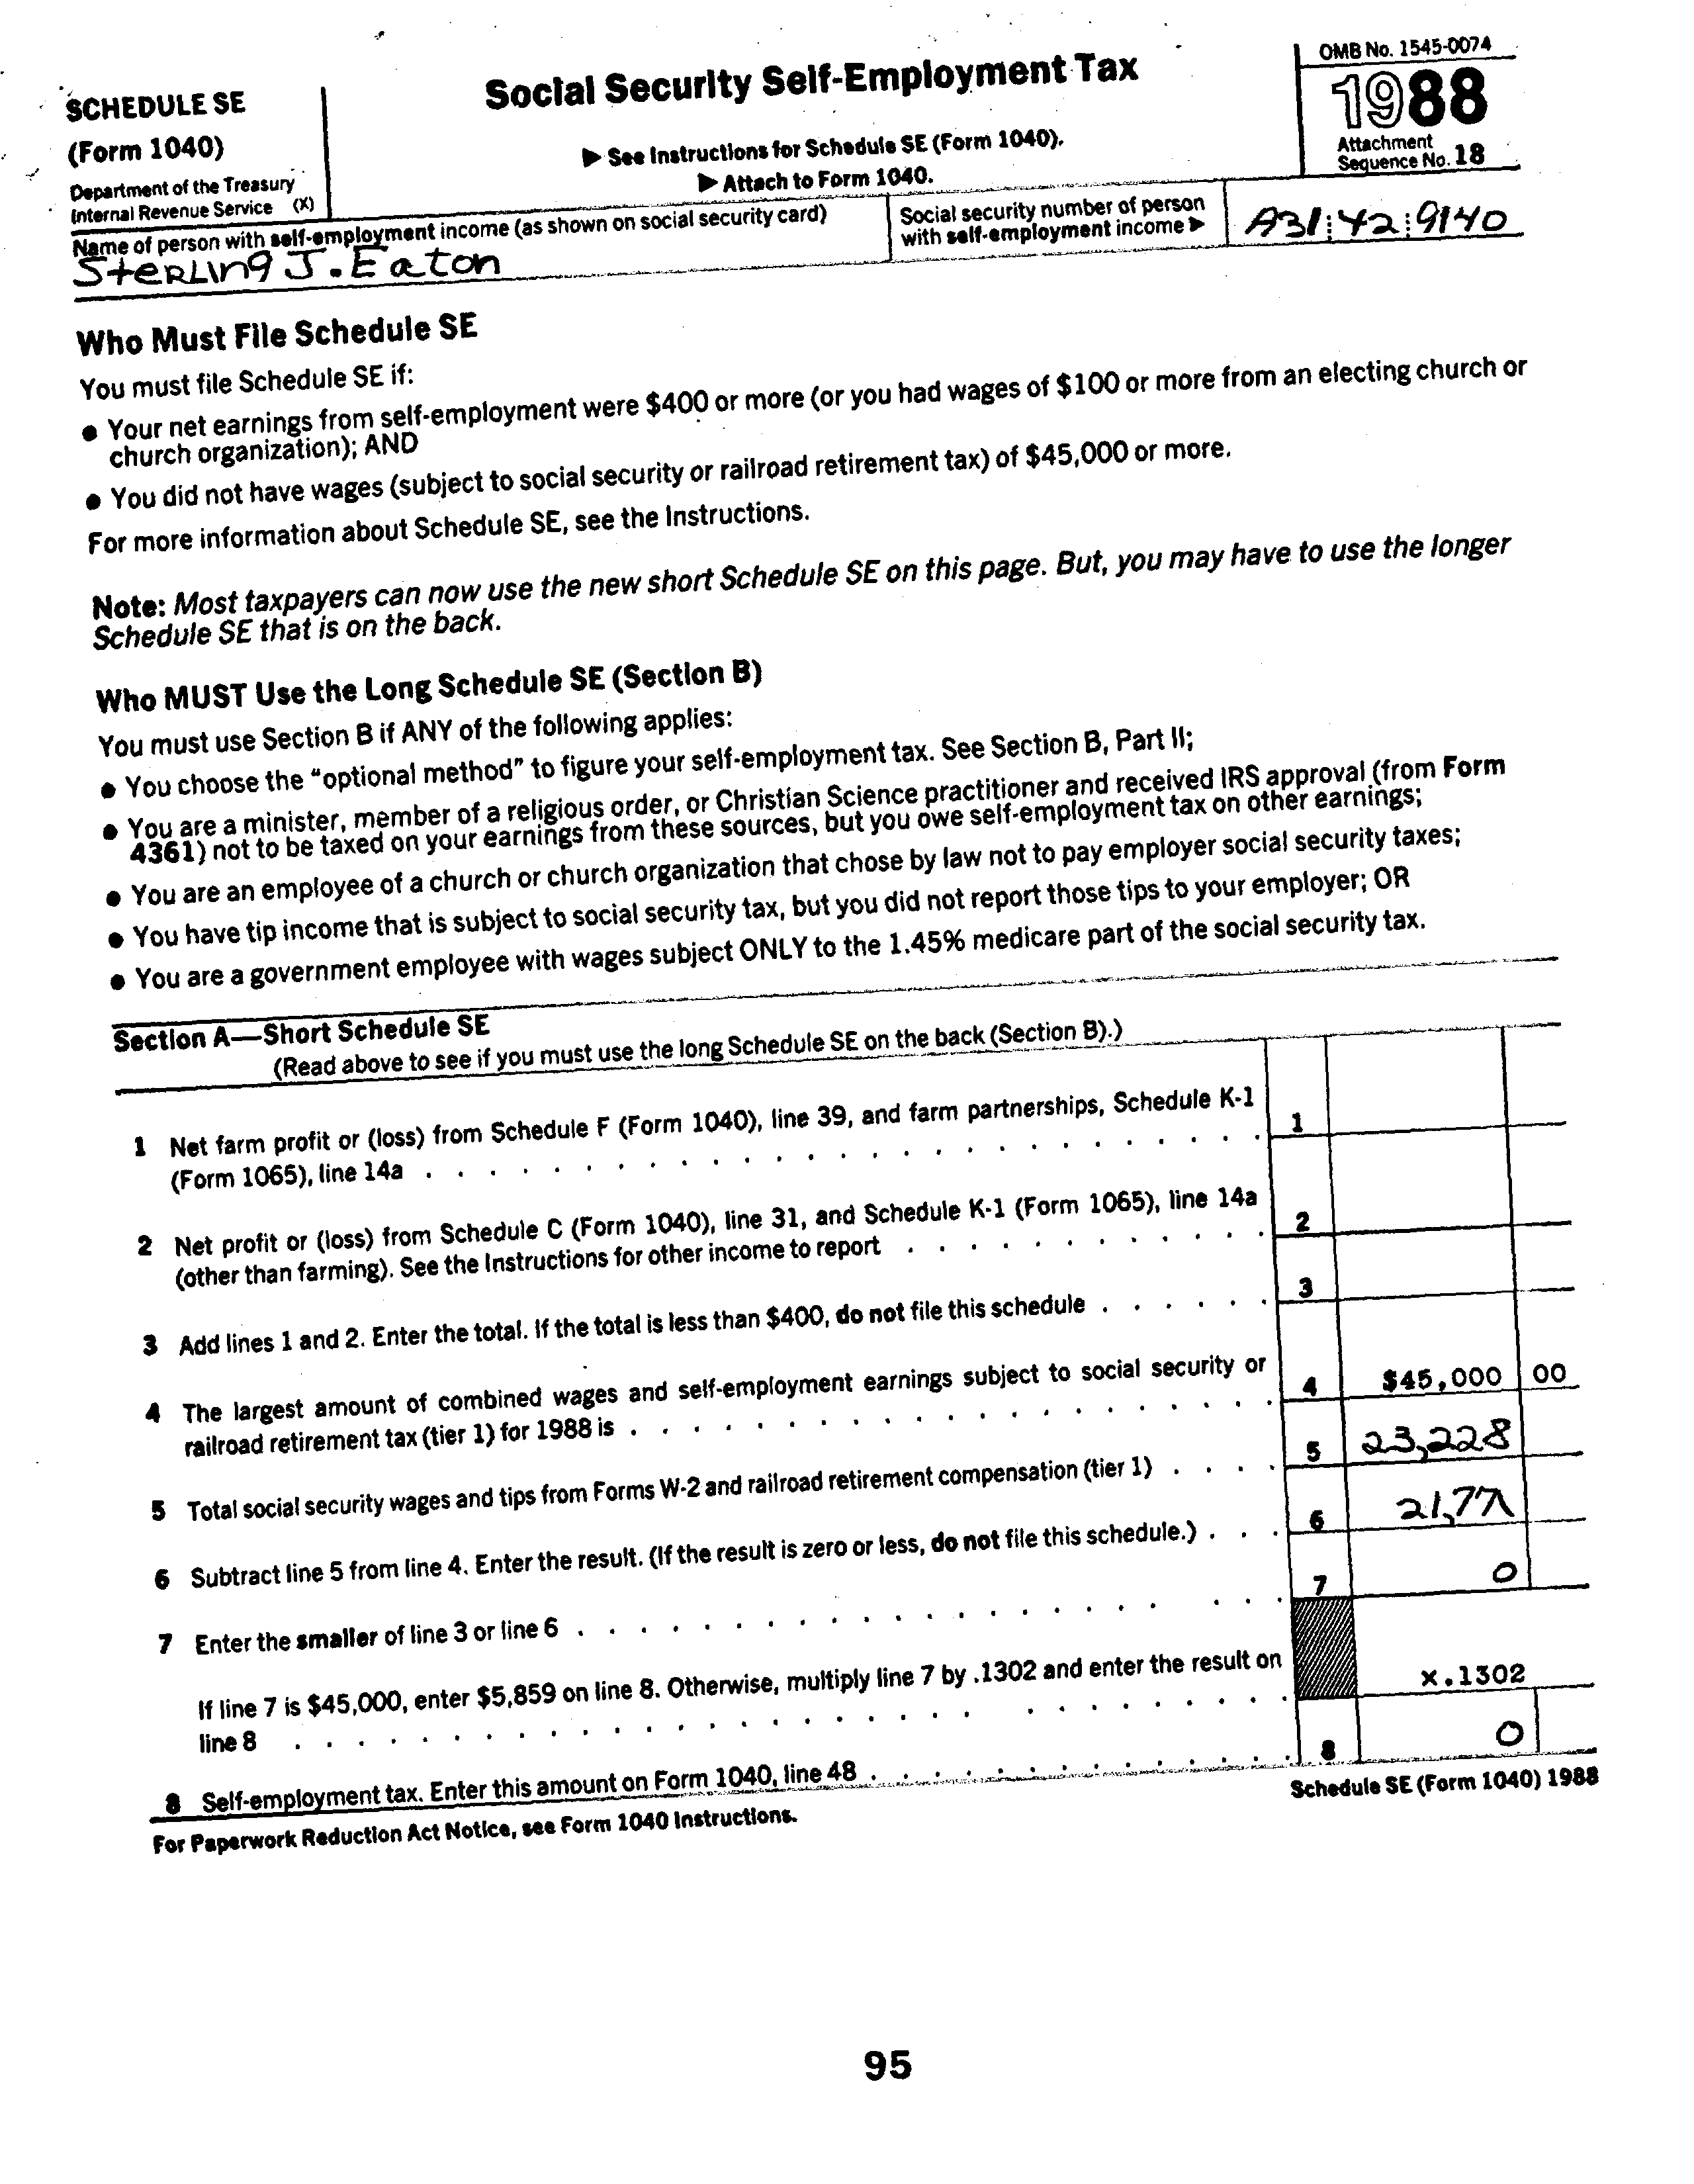 SCHEDULE SE
(Form 1040)
Department of the Treasury
Internal Revenue Service (X)
Social Security Self-Employment Tax
▶ See Instructions for Schedule SE (Form 1040).
▶ Attach to Form 1040.
OMB No. 1545-0074
1988
Attachment
Sequence No. 18
Name of person with self-employment income (as shown on social security card)
Sterling J. Eaton
Social security number of person
with self-employment income ▶
A31 42 9140
Who Must File Schedule SE
You must file Schedule SE if:
● Your net earnings from self-employment were $400 or more (or you had wages of $100 or more from an electing church or
church organization); AND
● You did not have wages (subject to social security or railroad retirement tax) of $45,000 or more.
For more information about Schedule SE, see the Instructions.
Note: Most taxpayers can now use the new short Schedule SE on this page. But, you may have to use the longer
Schedule SE that is on the back.
Who MUST Use the Long Schedule SE (Section B)
You must use Section B if ANY of the following applies:
● You choose the "optional method" to figure your self-employment tax. See Section B, Part II;
● You are a minister, member of a religious order, or Christian Science practitioner and received IRS approval (from Form
4361) not to be taxed on your earnings from these sources, but you owe self-employment tax on other earnings;
● You are an employee of a church or church organization that chose by law not to pay employer social security taxes;
● You have tip income that is subject to social security tax, but you did not report those tips to your employer; OR
● You are a government employee with wages subject ONLY to the 1.45% medicare part of the social security tax.
Section A—Short Schedule SE
(Read above to see if you must use the long Schedule SE on the back (Section B).)
1 Net farm profit or (loss) from Schedule F (Form 1040), line 39, and farm partnerships, Schedule K-1
(Form 1065), line 14a . . . . . . 1
2 Net profit or (loss) from Schedule C (Form 1040), line 31, and Schedule K-1 (Form 1065), line 14a
(other than farming). See the Instructions for other income to report . . . . . . 2
3 Add lines 1 and 2. Enter the total. If the total is less than $400, do not file this schedule . . . . . . 3
4 The largest amount of combined wages and self-employment earnings subject to social security or
railroad retirement tax (tier 1) for 1988 is . . . . . . 4 $45,000 00
5 Total social security wages and tips from Forms W-2 and railroad retirement compensation (tier 1) . . . . 5 23,228
6 Subtract line 5 from line 4. Enter the result. (If the result is zero or less, do not file this schedule.) . . . 6
7 Enter the smaller of line 3 or line 6 . . . . . . 7 0
If line 7 is $45,000, enter $5,859 on line 8. Otherwise, multiply line 7 by .1302 and enter the result on
line 8 . . . . . . x.1302
8 Self-employment tax. Enter this amount on Form 1040, line 48 . . . . . . 8 0
For Paperwork Reduction Act Notice, see Form 1040 Instructions.
Schedule SE (Form 1040) 1988
95